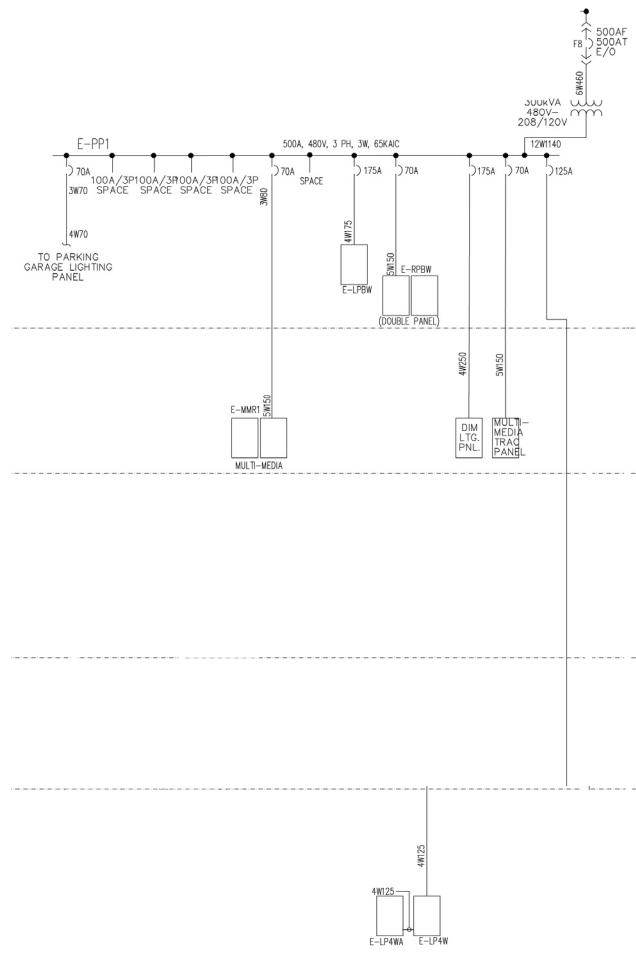 500AF
F8 500AT
E/O
6W460
300kVA
480V-
208/120V
E-PP1
500A, 480V, 3 PH, 3W, 65KAIC
12W1140
70A
100A/3P
SPACE
100A/3P
SPACE
100A/3P
SPACE
100A/3P
SPACE
70A
SPACE
175A
70A
175A
70A
125A
3W70
3W80
4W70
4W175
5W150
TO PARKING
GARAGE LIGHTING
PANEL
E-LPBW
E-RPBW
(DOUBLE PANEL)
4W250
5W150
5W150
E-MMR1
MULTI-MEDIA
DIM
LTG.
PNL.
MULTI-
MEDIA
TRAC
PANEL
4W125
4W125
E-LP4WA
E-LP4W